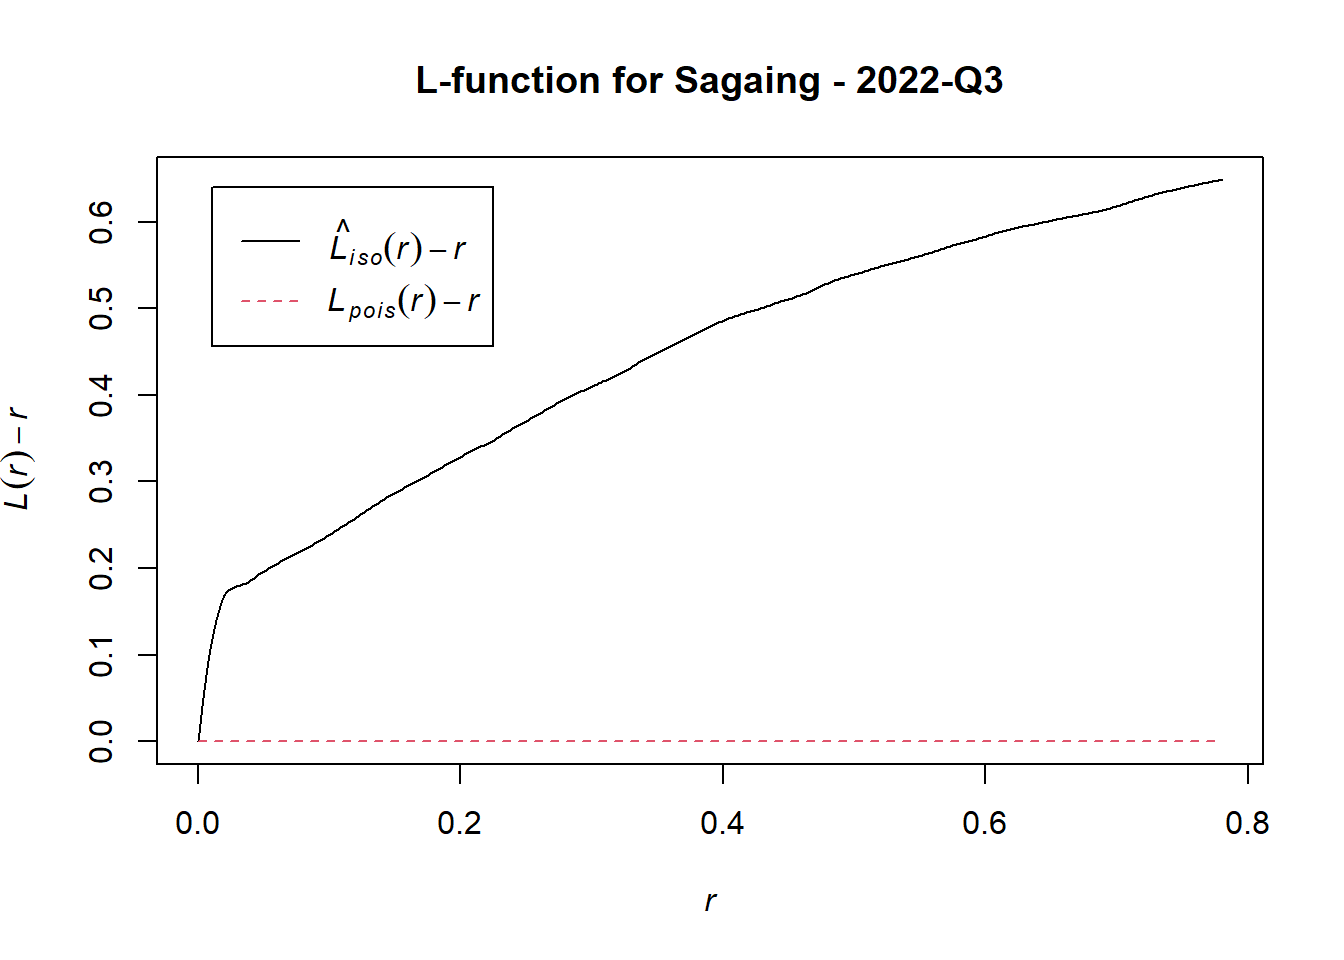 L-function for Sagaing - 2022-Q3
L̂iso(r) − r
Lpois(r) − r
L(r) − r
0.0 0.1 0.2 0.3 0.4 0.5 0.6
0.0 0.2 0.4 0.6 0.8
r